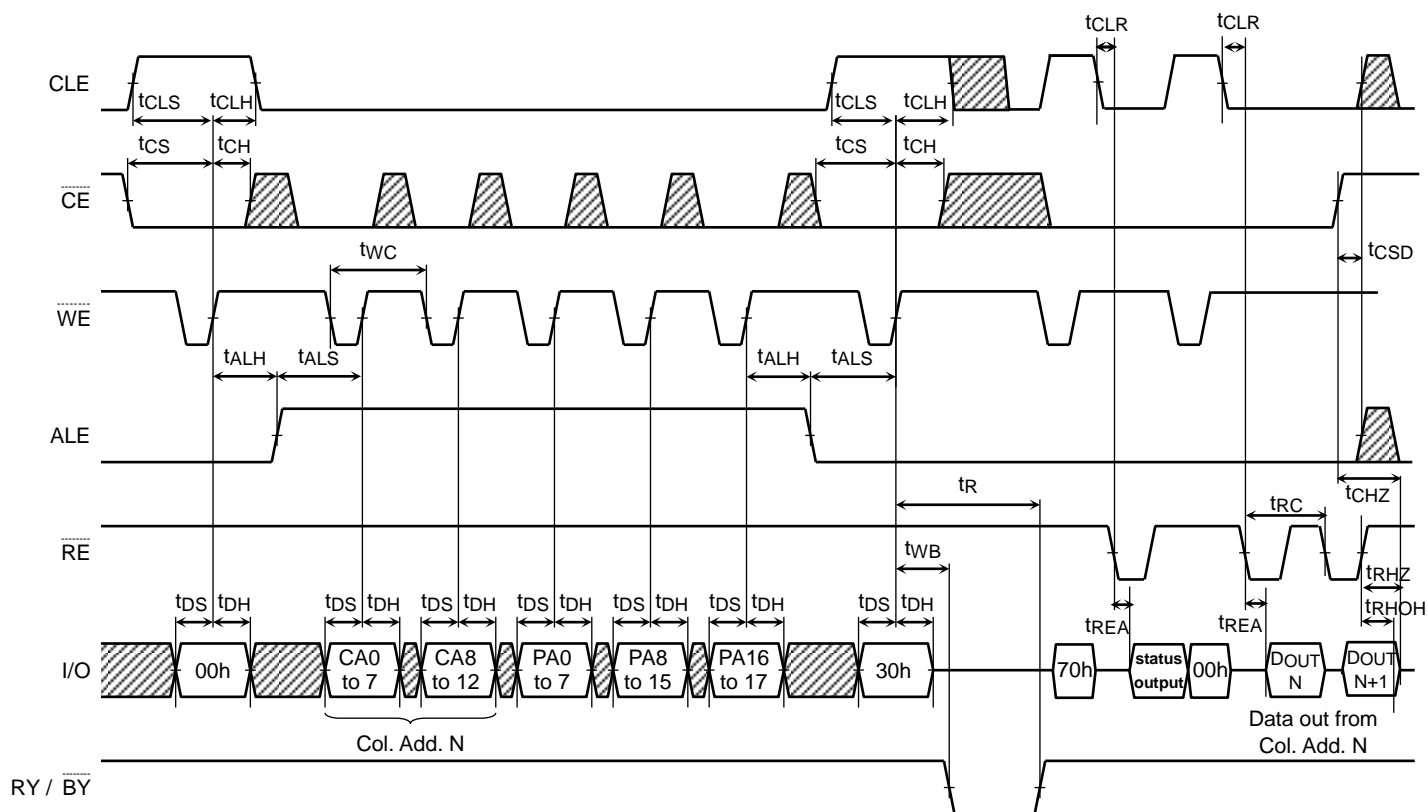 tCLR tCLR
CLE
tCLS tCLH tCLS tCLH
tCS tCH tCS tCH
CE
tWC tCSD
WE
tALH tALS tALH tALS
ALE
tR tCHZ
tRC
RE
tWB tRHZ
tDS tDH tDS tDH tDS tDH tDS tDH tDS tDH tDS tDH tDS tDH tREA tREA tRHOH
I/O 00h CA0 to 7 CA8 to 12 PA0 to 7 PA8 to 15 PA16 to 17 30h 70h status output 00h DOUT N DOUT N+1
Col. Add. N
Data out from
Col. Add. N
RY / BY